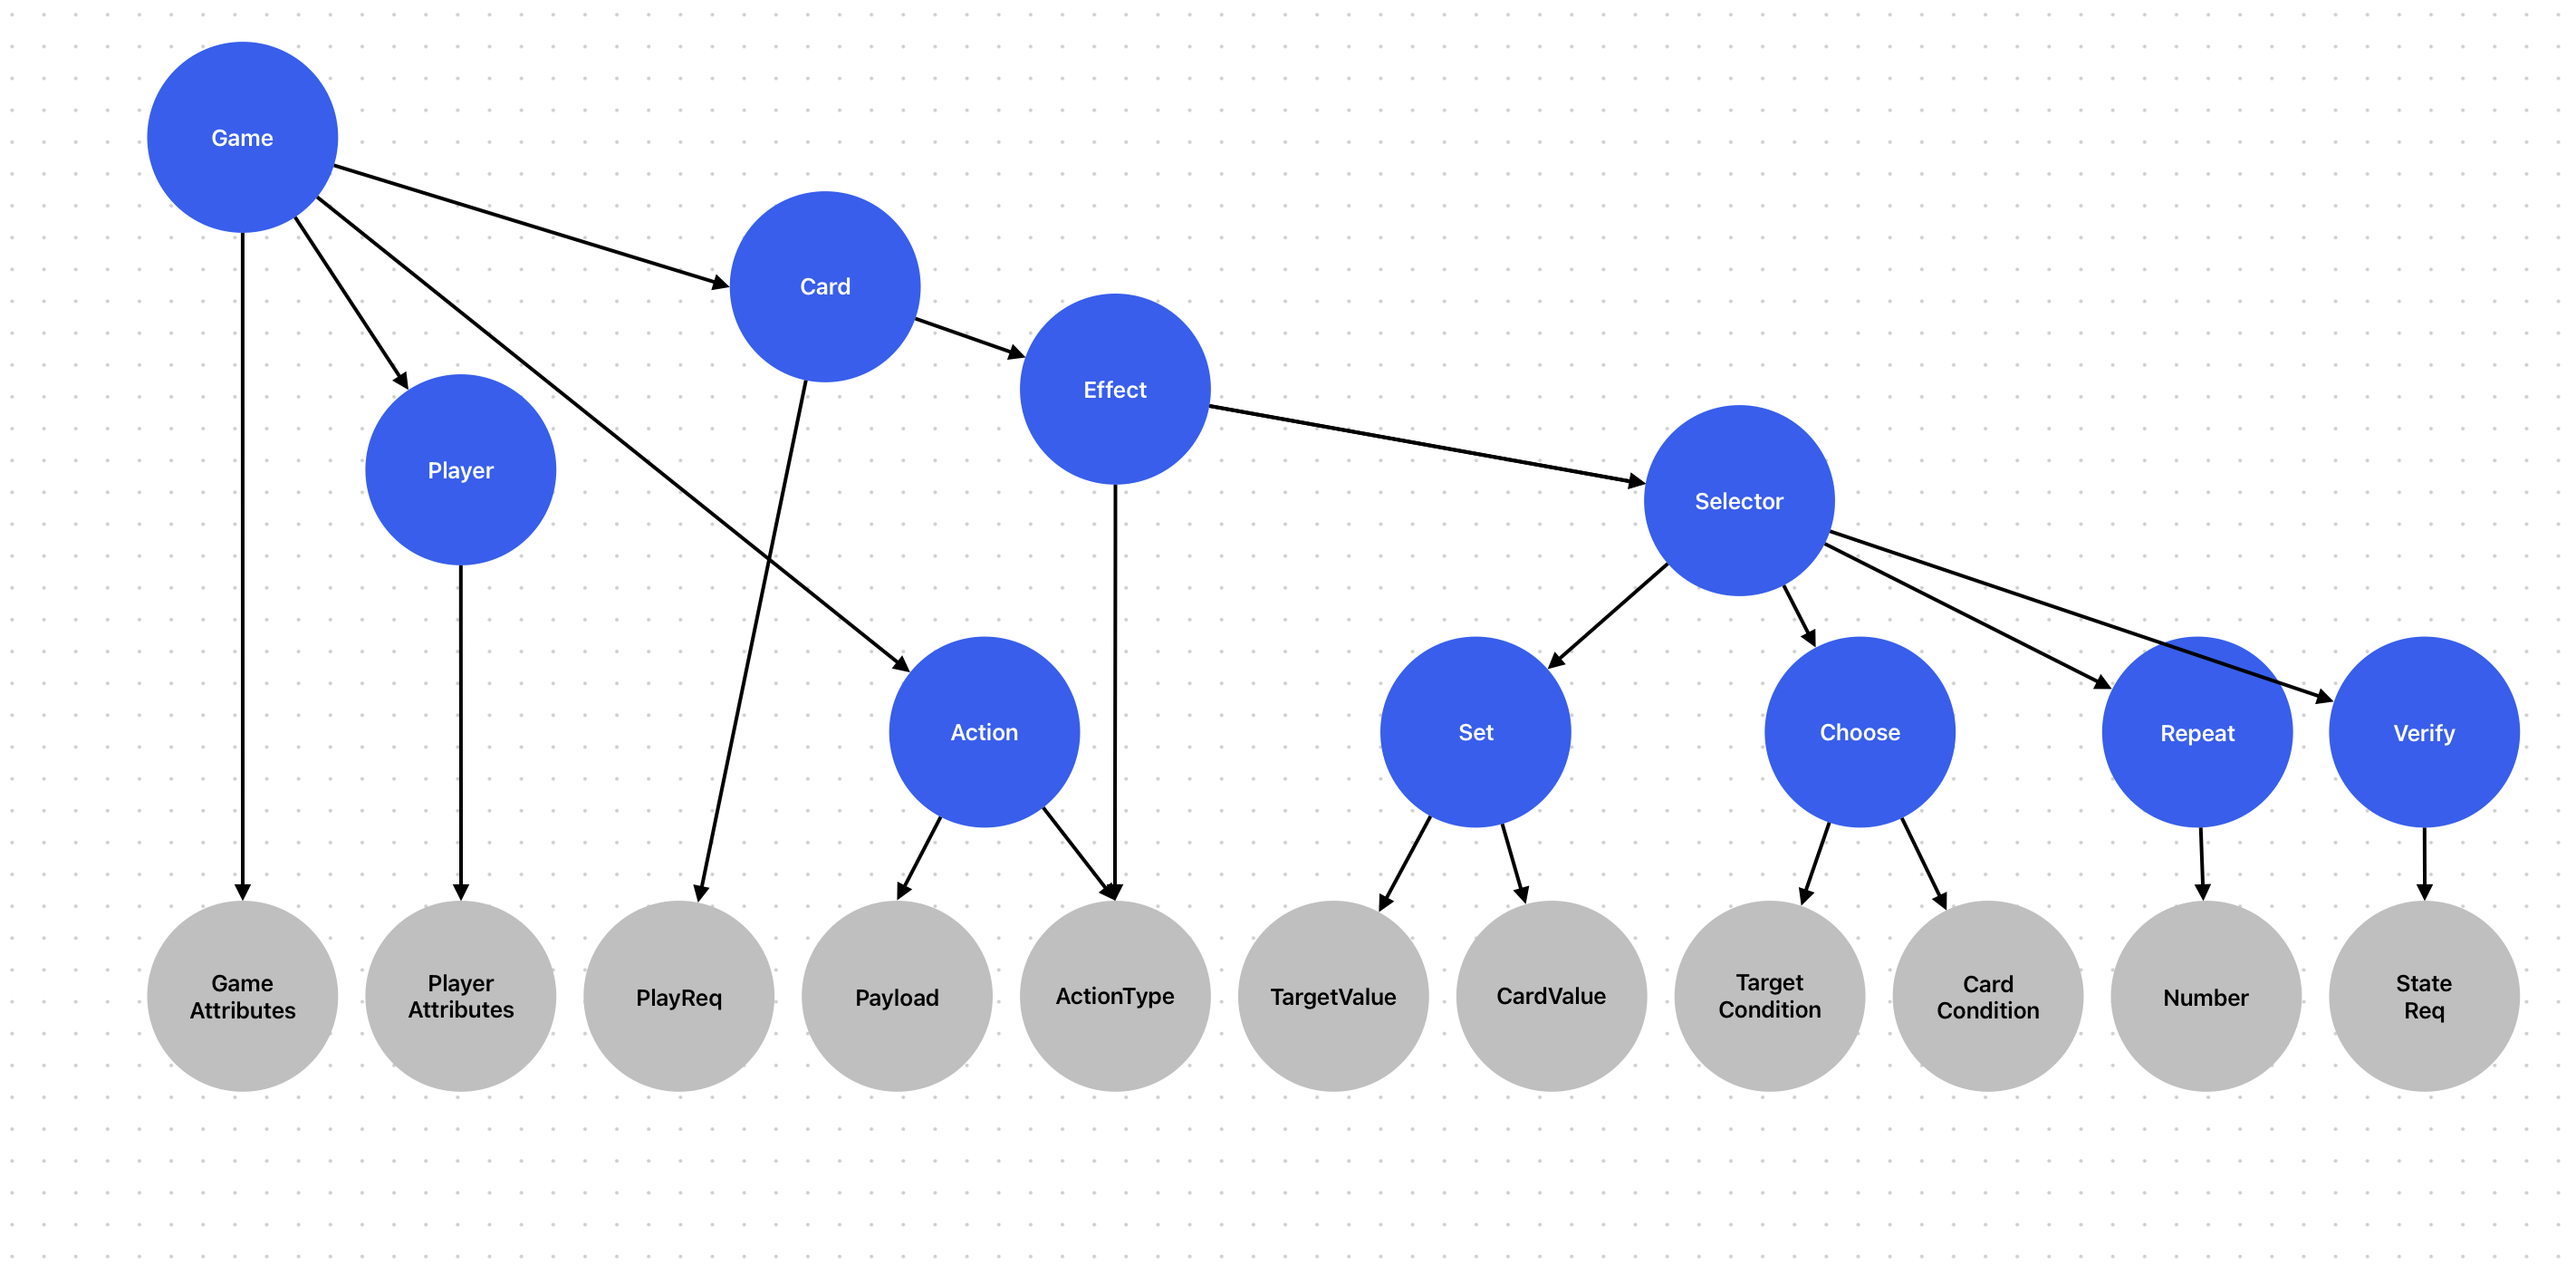 Game
Card
Effect
Player
Selector
Action
Set
Choose
Repeat
Verify
Game
Attributes
Player
Attributes
PlayReq
Payload
ActionType
TargetValue
CardValue
Target
Condition
Card
Condition
Number
State
Req